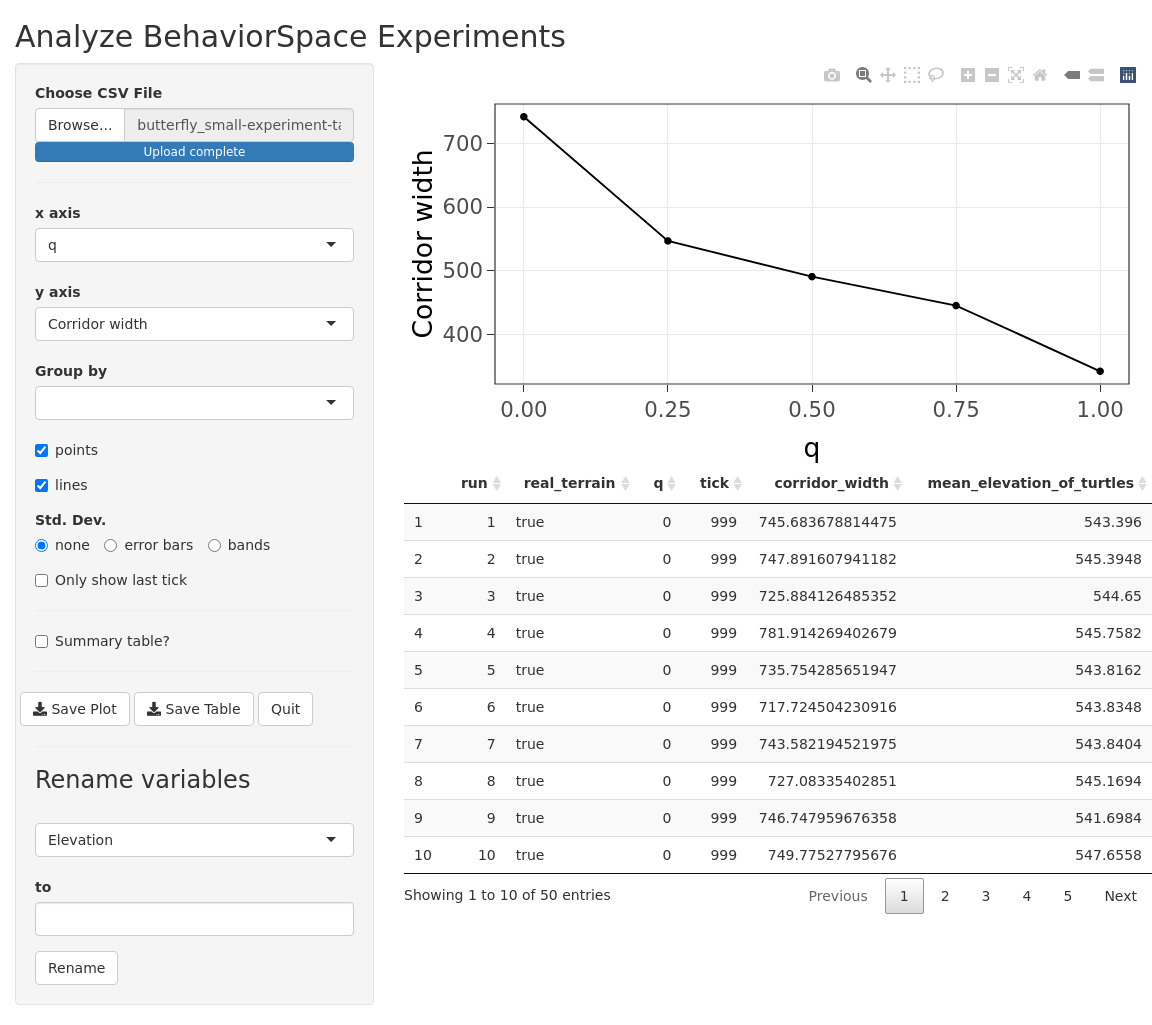 Analyze BehaviorSpace Experiments
Choose CSV File
Browse... butterfly_small-experiment-ta
Upload complete
x axis
q
y axis
Corridor width
Group by
points
lines
Std. Dev.
none error bars bands
Only show last tick
Summary table?
Save Plot Save Table Quit
Rename variables
Elevation
to
Rename
Corridor width
700
600
500
400
0.00 0.25 0.50 0.75 1.00
q
run real_terrain q tick corridor_width mean_elevation_of_turtles
1 1 true 0 999 745.683678814475 543.396
2 2 true 0 999 747.891607941182 545.3948
3 3 true 0 999 725.884126485352 544.65
4 4 true 0 999 781.914269402679 545.7582
5 5 true 0 999 735.754285651947 543.8162
6 6 true 0 999 717.724504230916 543.8348
7 7 true 0 999 743.582194521975 543.8404
8 8 true 0 999 727.08335402851 545.1694
9 9 true 0 999 746.747959676358 541.6984
10 10 true 0 999 749.77527795676 547.6558
Showing 1 to 10 of 50 entries Previous 1 2 3 4 5 Next